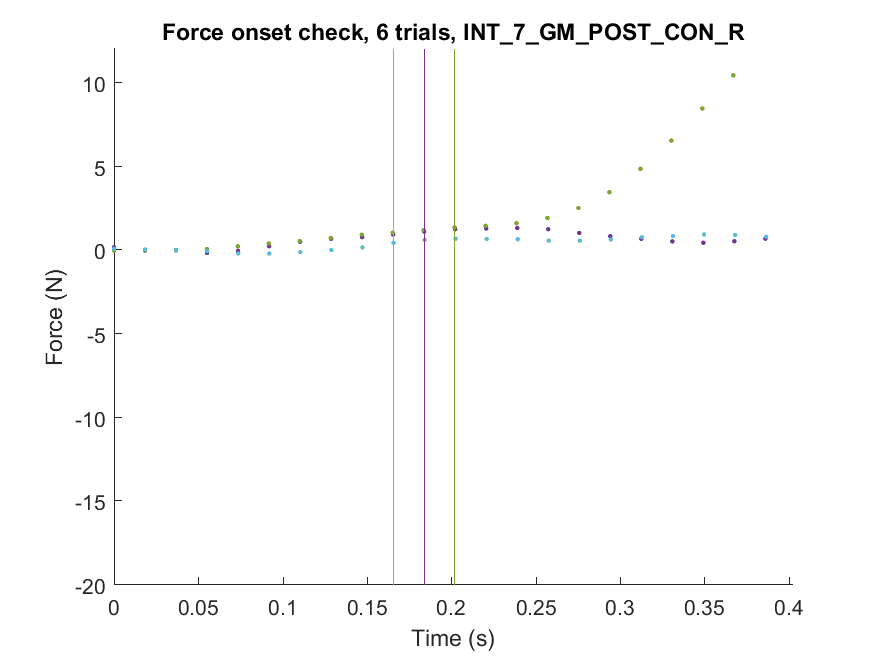 Force onset check, 6 trials, INT_7_GM_POST_CON_R
10
5
0
-5
-10
-15
-20
Force (N)
0 0.05 0.1 0.15 0.2 0.25 0.3 0.35 0.4
Time (s)